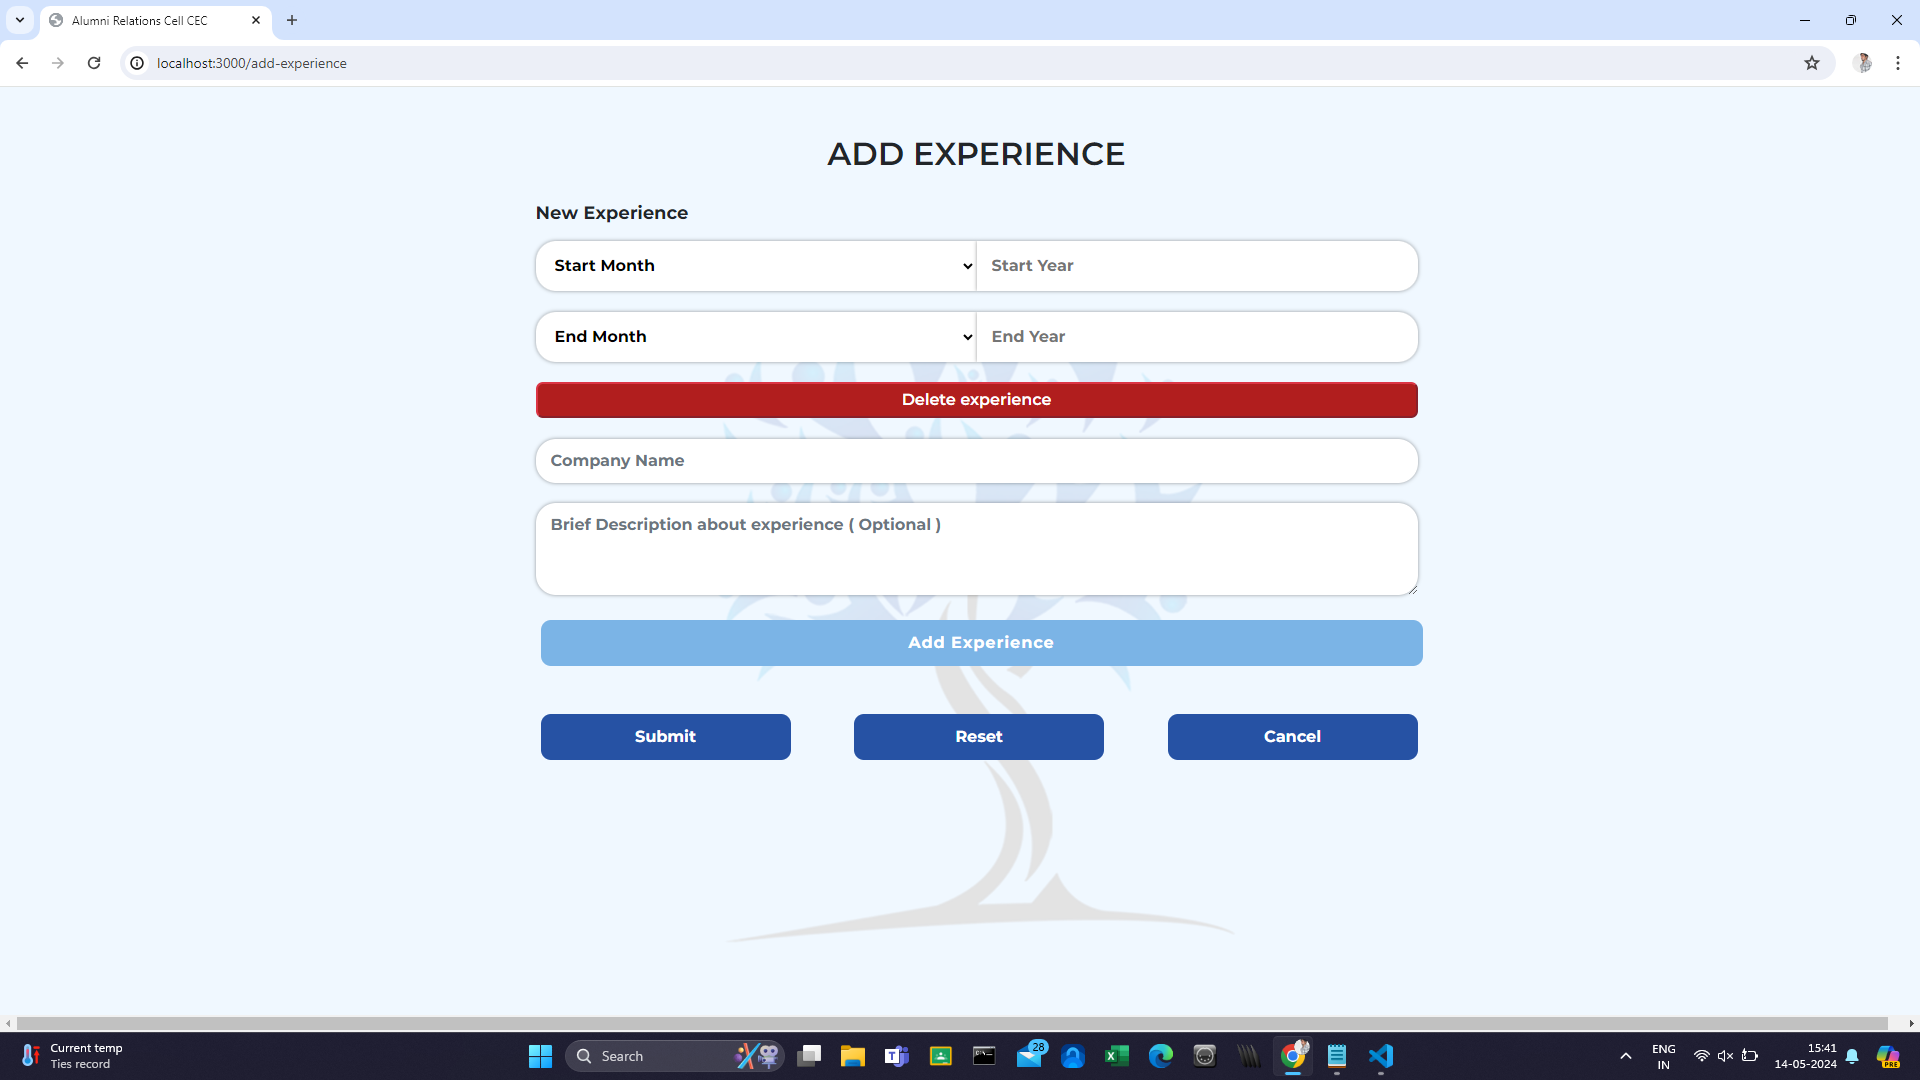 Alumni Relations Cell CEC
localhost:3000/add-experience
ADD EXPERIENCE
New Experience
Start Month Start Year
End Month End Year
Delete experience
Company Name
Brief Description about experience ( Optional )
Add Experience
Submit Reset Cancel
Current temp
Ties record
Search
28
ENG
IN
15:41
14-05-2024
PRE